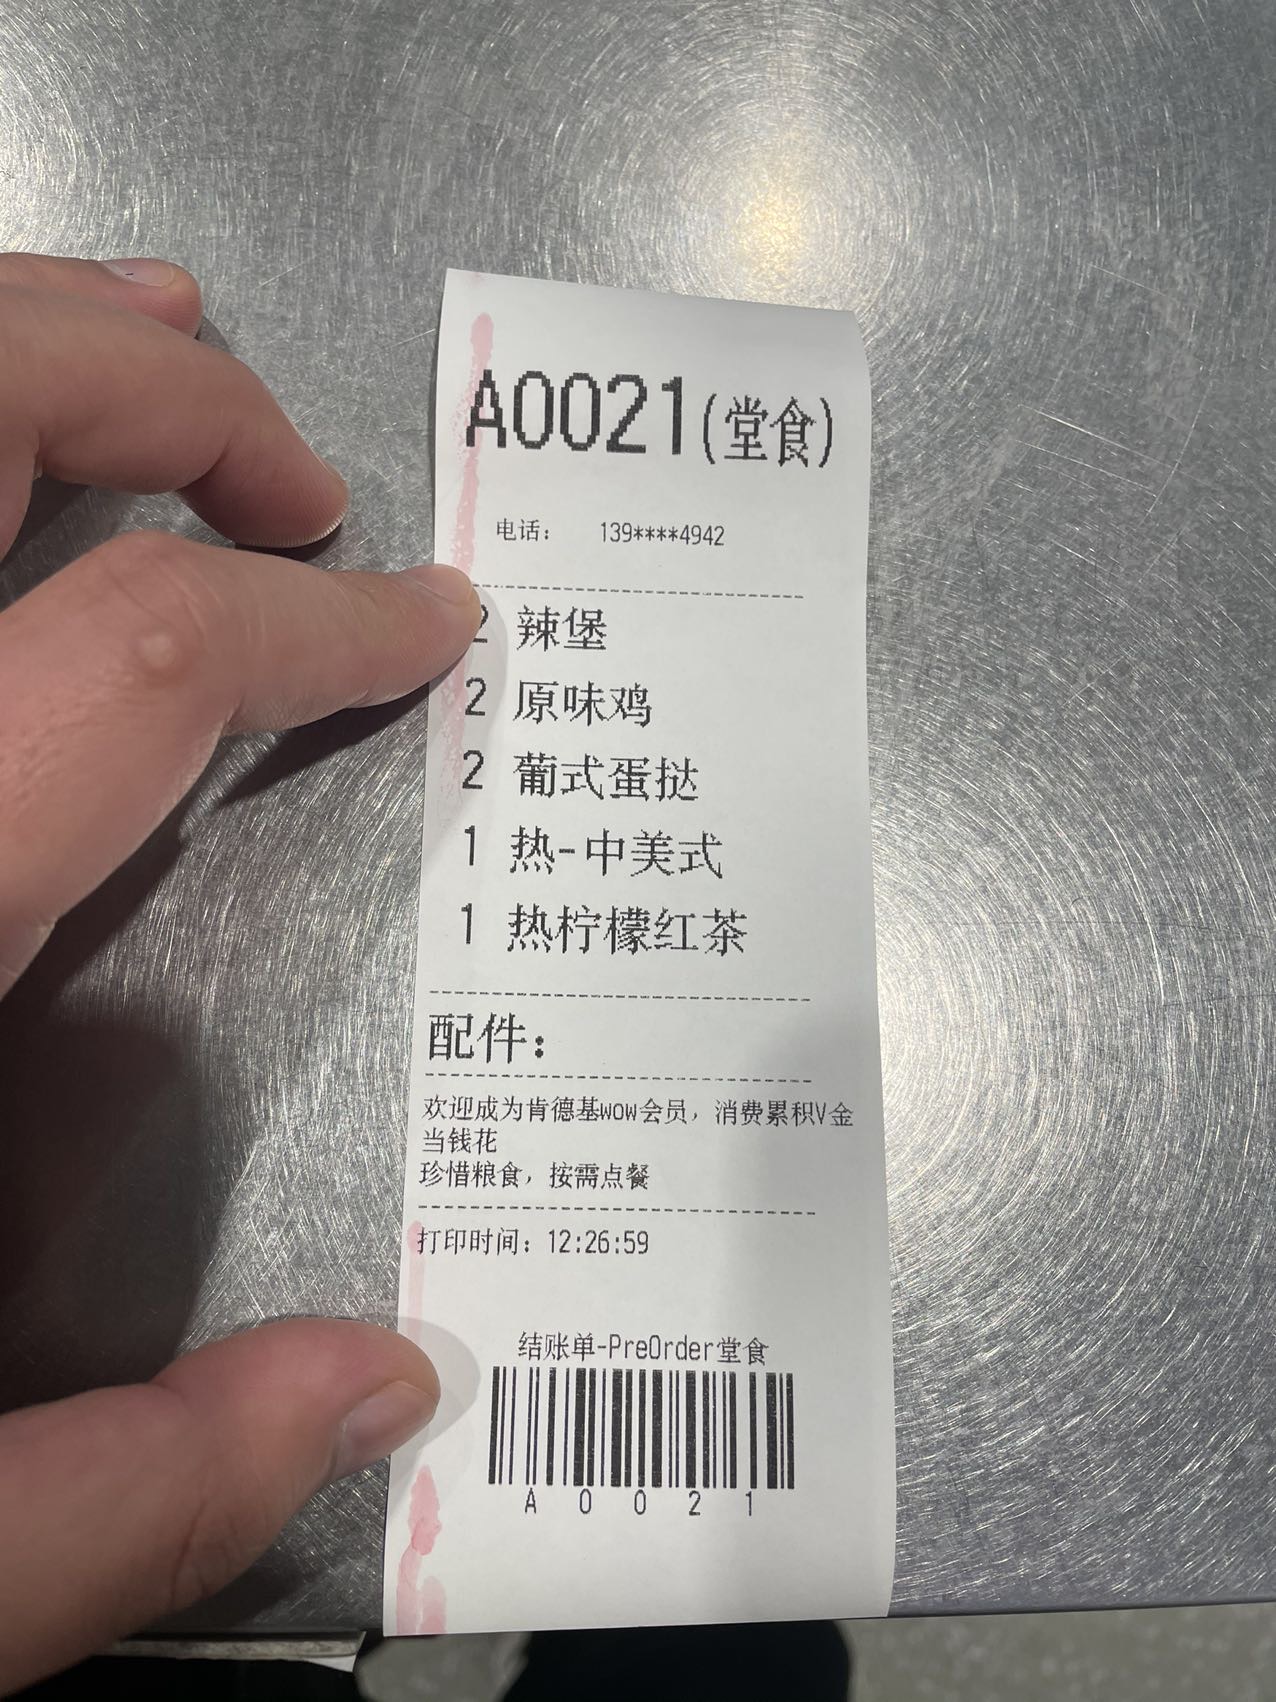 A0021(堂食)
电话： 139****4942
2 辣堡
2 原味鸡
2 葡式蛋挞
1 热-中美式
1 热柠檬红茶
配件：
欢迎成为肯德基wow会员，消费累积V金
当钱花
珍惜粮食，按需点餐
打印时间：12:26:59
结账单-PreOrder堂食
A0021